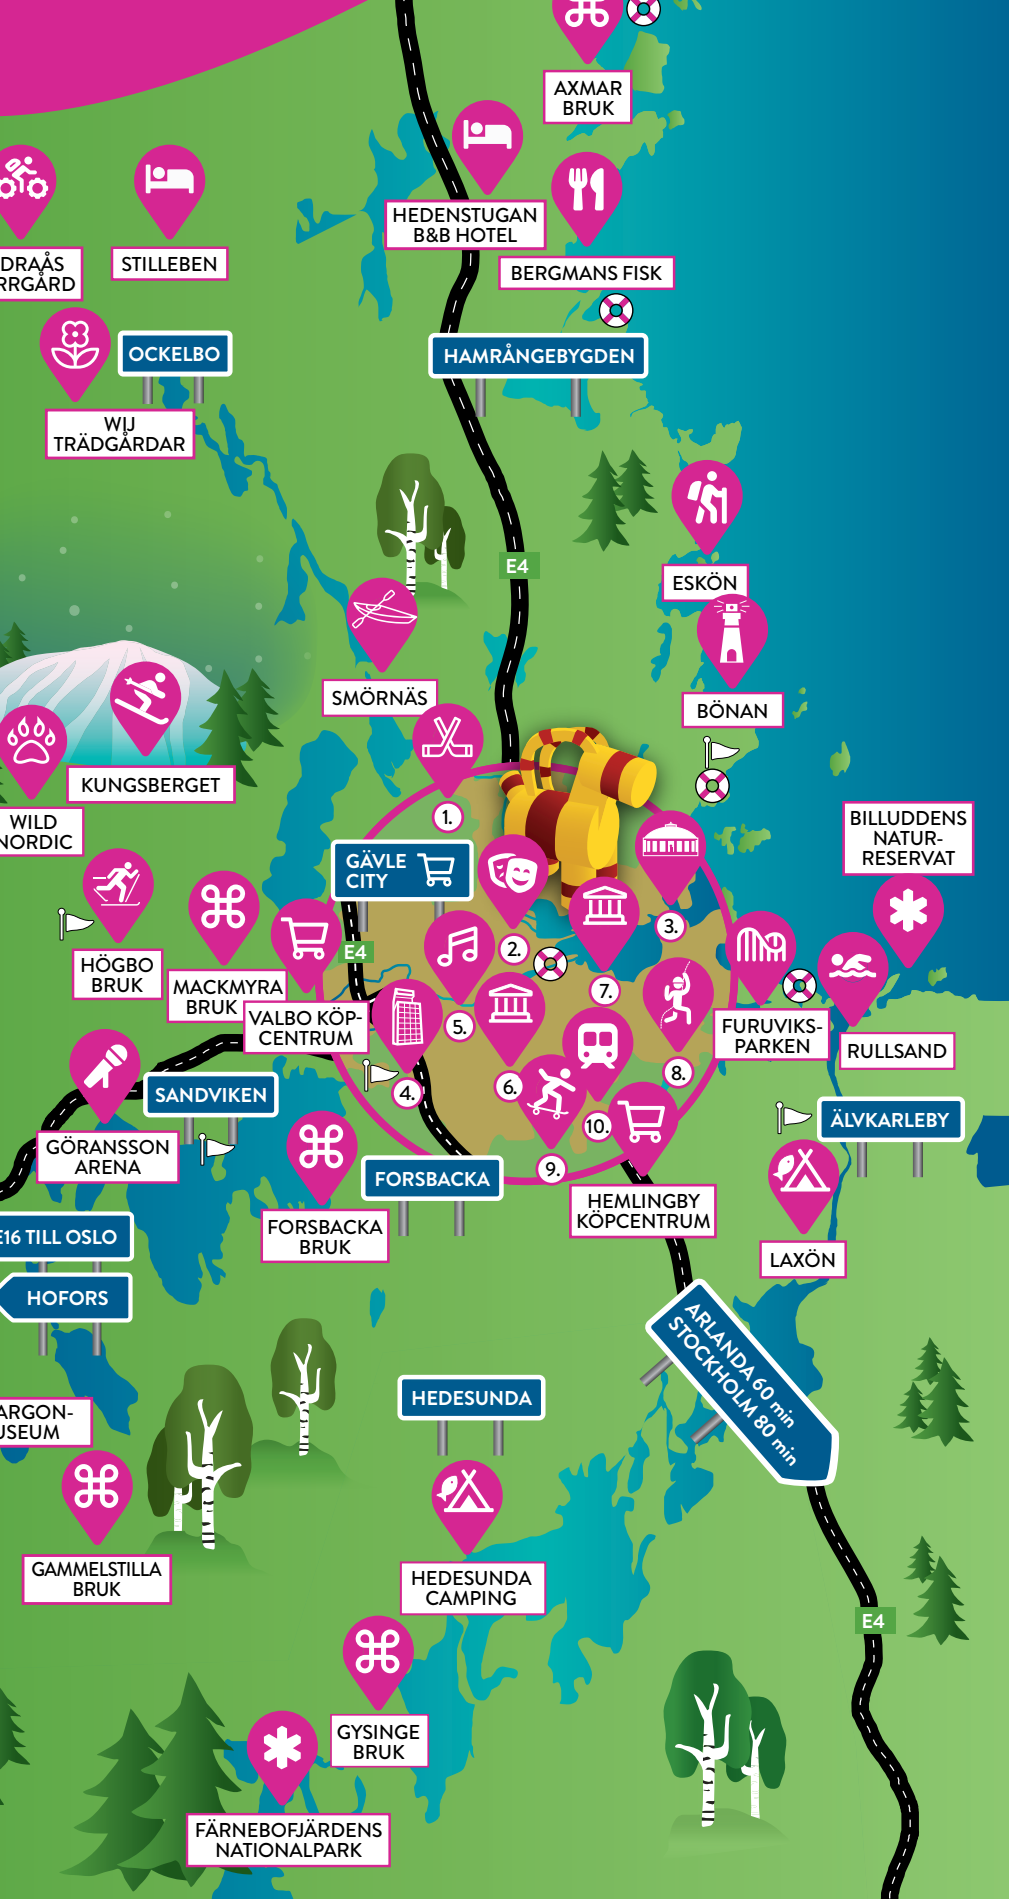 AXMAR
BRUK
HEDENSTUGAN
B&B HOTEL
BERGMANS FISK
DRAÅS
RRGÅRD
STILLEBEN
OCKELBO
HAMRÅNGEBYGDEN
WIJ
TRÄDGÅRDAR
E4
ESKÖN
SMÖRNÄS
BÖNAN
KUNGSBERGET
WILD
NORDIC
1.
BILLUDDENS
NATUR-
RESERVAT
GÄVLE
CITY
2.
3.
E4
HÖGBO
BRUK
MACKMYRA
BRUK
VALBO KÖP-
CENTRUM
7.
5.
FURUVIKS-
PARKEN
RULLSAND
8.
4.
6.
SANDVIKEN
ÄLVKARLEBY
10.
GÖRANSSON
ARENA
9.
FORSBACKA
HEMLINGBY
KÖPCENTRUM
FORSBACKA
BRUK
E16 TILL OSLO
LAXÖN
HOFORS
ARLANDA 60 min
STOCKHOLM 80 min
HEDESUNDA
ARGON-
USEUM
GAMMELSTILLA
BRUK
HEDESUNDA
CAMPING
E4
GYSINGE
BRUK
FÄRNEBOFJÄRDENS
NATIONALPARK